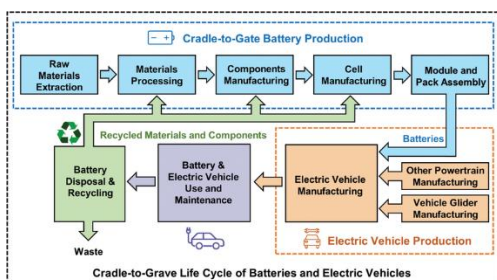 Cradle-to-Gate Battery Production
Raw
Materials
Extraction
Materials
Processing
Components
Manufacturing
Cell
Manufacturing
Module and
Pack Assembly
Recycled Materials and Components
Batteries
Battery
Disposal &
Recycling
Battery &
Electric Vehicle
Use and
Maintenance
Electric Vehicle
Manufacturing
Other Powertrain
Manufacturing
Vehicle Glider
Manufacturing
Waste
Electric Vehicle Production
Cradle-to-Grave Life Cycle of Batteries and Electric Vehicles